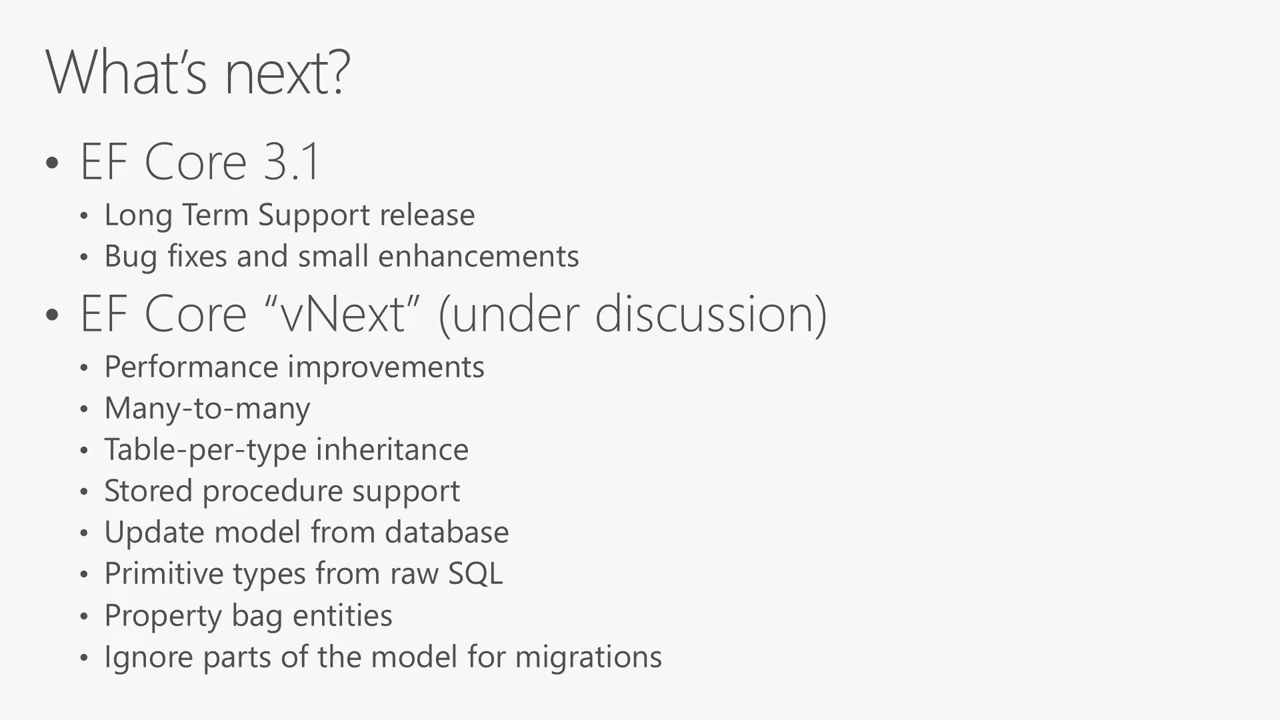 What’s next?
• EF Core 3.1
• Long Term Support release
• Bug fixes and small enhancements
• EF Core “vNext” (under discussion)
• Performance improvements
• Many-to-many
• Table-per-type inheritance
• Stored procedure support
• Update model from database
• Primitive types from raw SQL
• Property bag entities
• Ignore parts of the model for migrations